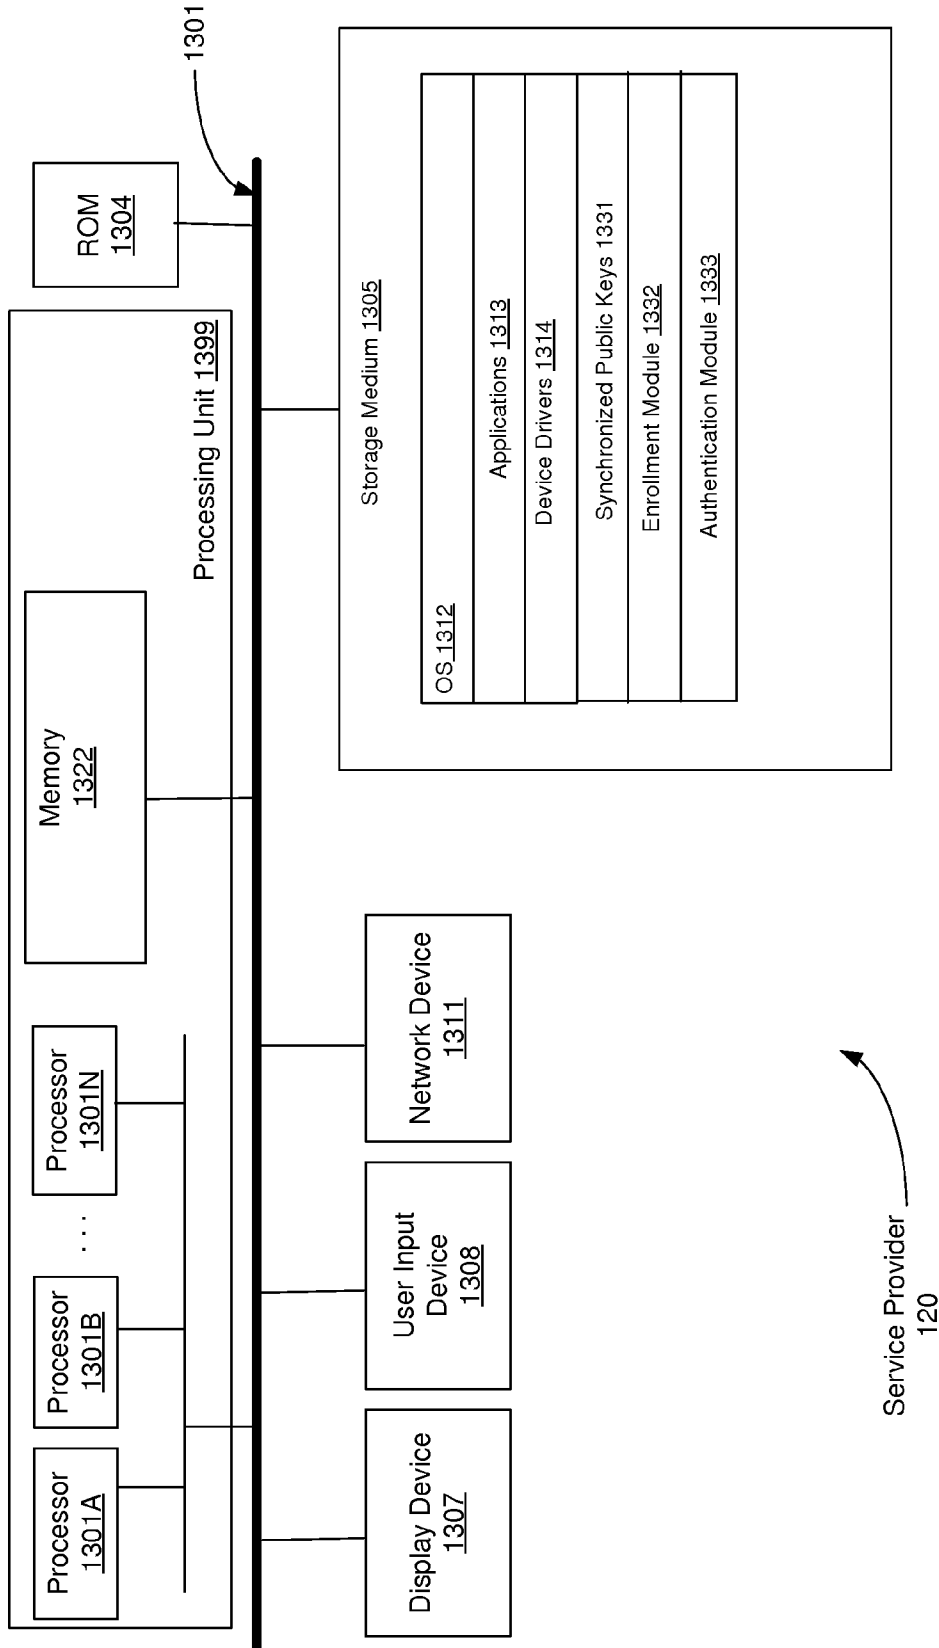 Processor
1301A
Processor
1301B
. . .
Processor
1301N
Memory
1322
Processing Unit 1399
ROM
1304
1301
Display Device
1307
User Input
Device
1308
Network Device
1311
Storage Medium 1305
OS 1312
Applications 1313
Device Drivers 1314
Synchronized Public Keys 1331
Enrollment Module 1332
Authentication Module 1333
Service Provider
120